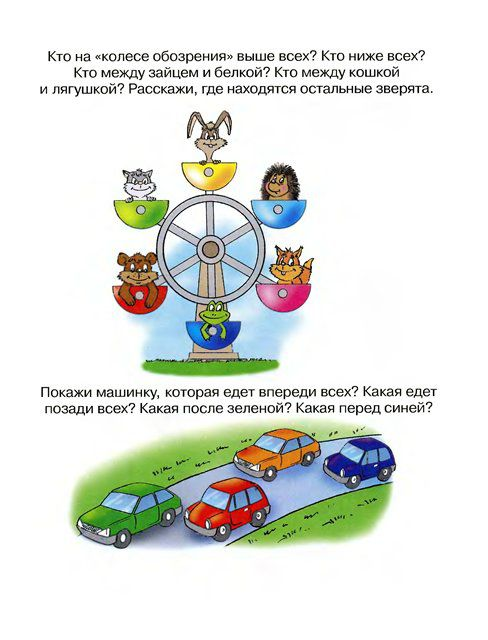 Кто на «колесе обозрения» выше всех? Кто ниже всех?
Кто между зайцем и белкой? Кто между кошкой
и лягушкой? Расскажи, где находятся остальные зверята.
Покажи машинку, которая едет впереди всех? Какая едет
позади всех? Какая после зеленой? Какая перед синей?